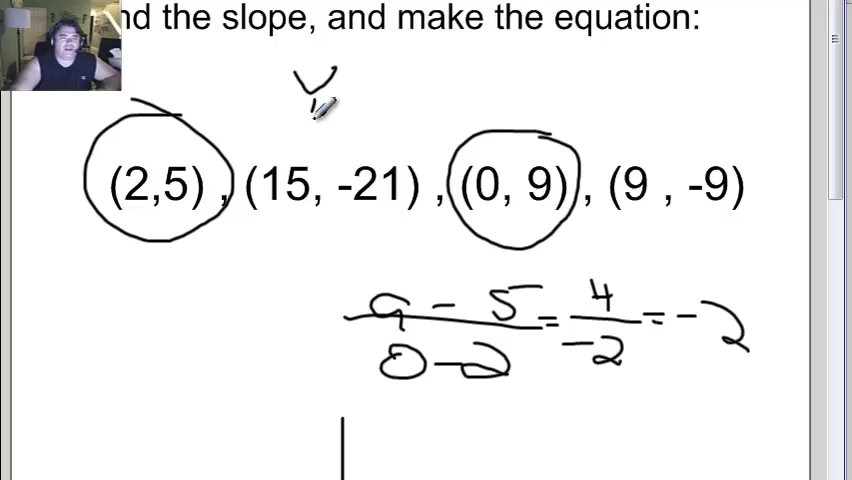 nd the slope, and make the equation:
(2,5) , (15, -21) , (0, 9) , (9 , -9)
9 - 5 = 4 = -2
0-2 -2